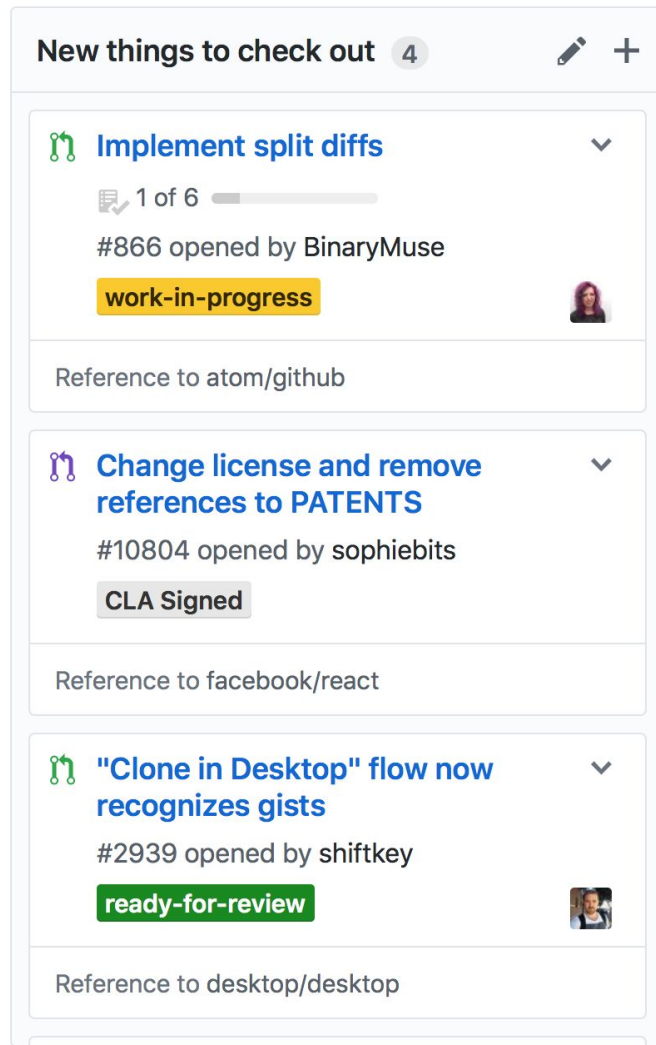 New things to check out 4
Implement split diffs
1 of 6
#866 opened by BinaryMuse
work-in-progress
Reference to atom/github
Change license and remove
references to PATENTS
#10804 opened by sophiebits
CLA Signed
Reference to facebook/react
"Clone in Desktop" flow now
recognizes gists
#2939 opened by shiftkey
ready-for-review
Reference to desktop/desktop